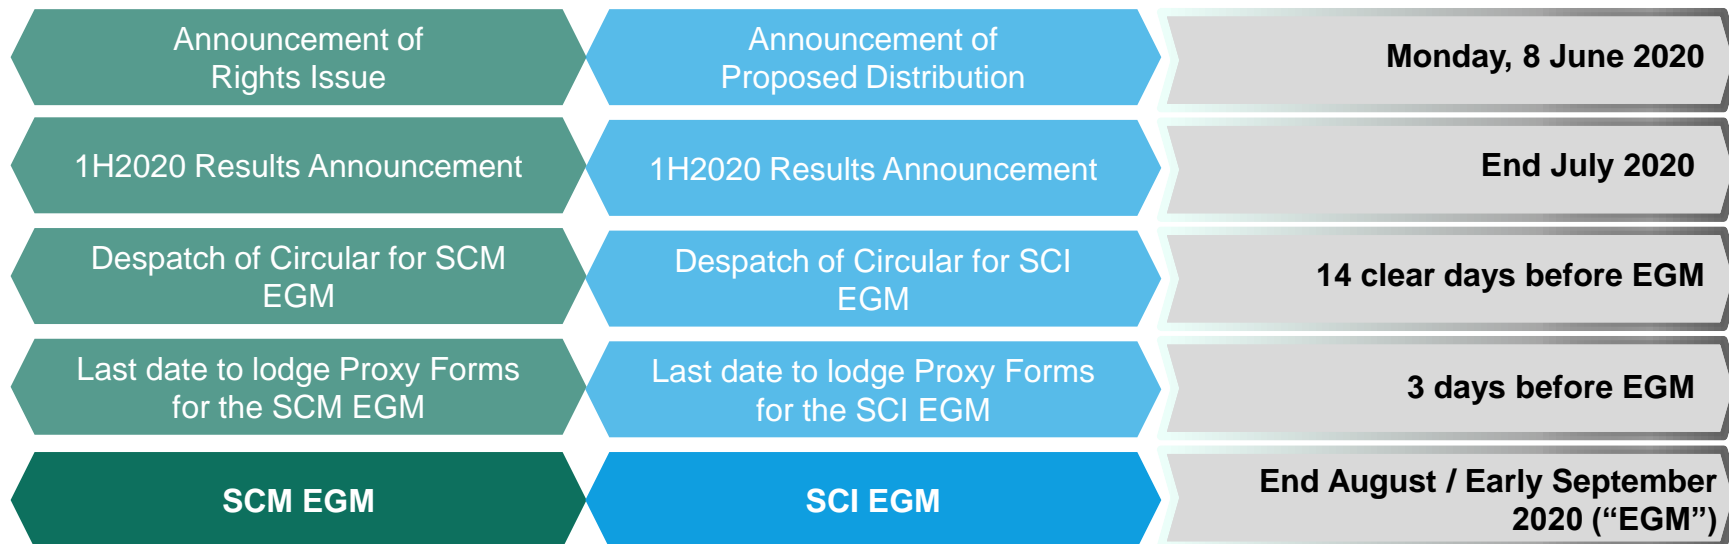 Announcement of
Rights Issue
Announcement of
Proposed Distribution
Monday, 8 June 2020
1H2020 Results Announcement
1H2020 Results Announcement
End July 2020
Despatch of Circular for SCM
EGM
Despatch of Circular for SCI
EGM
14 clear days before EGM
Last date to lodge Proxy Forms
for the SCM EGM
Last date to lodge Proxy Forms
for the SCI EGM
3 days before EGM
SCM EGM
SCI EGM
End August / Early September
2020 (“EGM”)